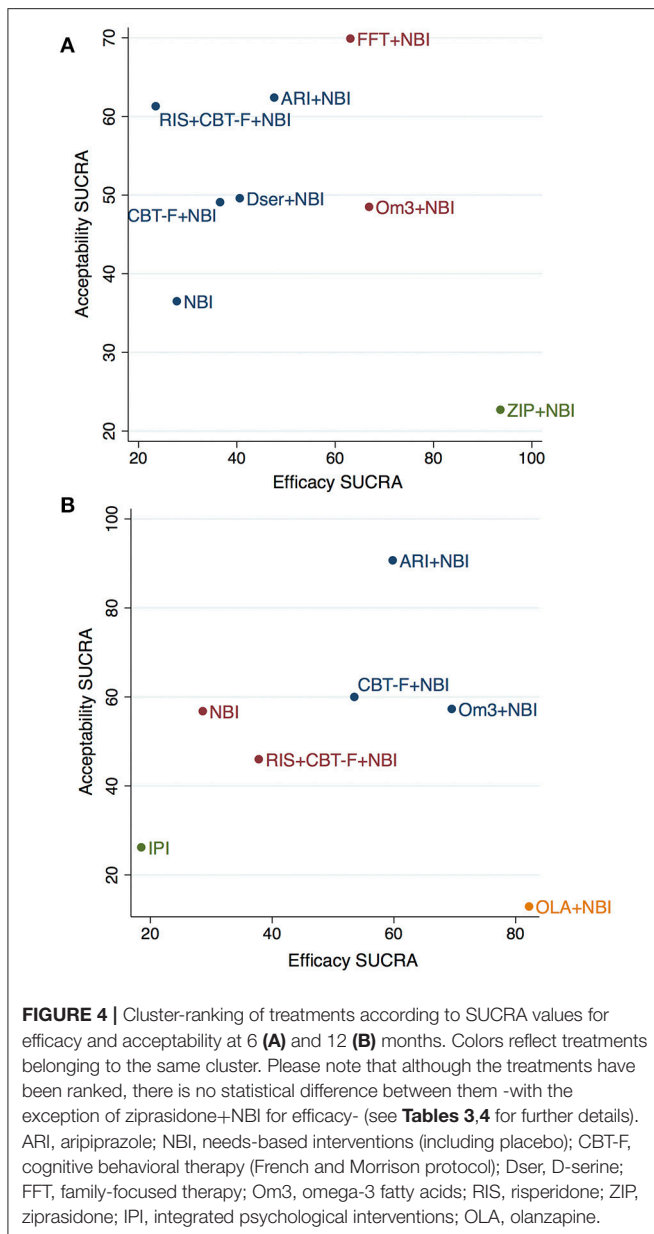 A
70
60
50
40
30
20
Acceptability SUCRA
FFT+NBI
ARI+NBI
RIS+CBT-F+NBI
Dser+NBI
CBT-F+NBI
Om3+NBI
NBI
ZIP+NBI
20 40 60 80 100
Efficacy SUCRA
B
100
80
60
40
20
Acceptability SUCRA
ARI+NBI
CBT-F+NBI
NBI
Om3+NBI
RIS+CBT-F+NBI
IPI
OLA+NBI
20 40 60 80
Efficacy SUCRA
FIGURE 4 | Cluster-ranking of treatments according to SUCRA values for
efficacy and acceptability at 6 (A) and 12 (B) months. Colors reflect treatments
belonging to the same cluster. Please note that although the treatments have
been ranked, there is no statistical difference between them -with the
exception of ziprasidone+NBI for efficacy- (see Tables 3,4 for further details).
ARI, aripiprazole; NBI, needs-based interventions (including placebo); CBT-F,
cognitive behavioral therapy (French and Morrison protocol); Dser, D-serine;
FFT, family-focused therapy; Om3, omega-3 fatty acids; RIS, risperidone; ZIP,
ziprasidone; IPI, integrated psychological interventions; OLA, olanzapine.